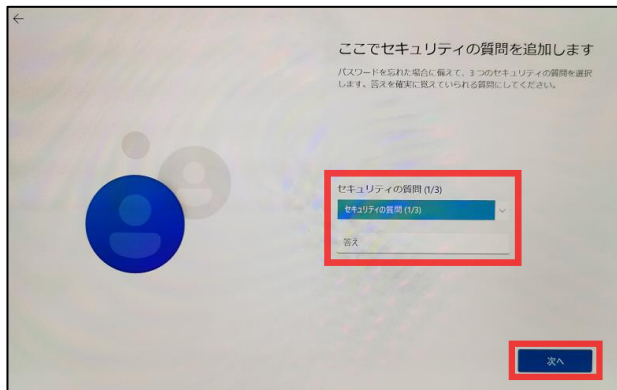 ここでセキュリティの質問を追加します
パスワードを忘れた場合に備えて、3 つのセキュリティの質問を選択
します。答えを確実に覚えていられる質問にしてください。
セキュリティの質問 (1/3)
セキュリティの質問 (1/3)
答え
次へ